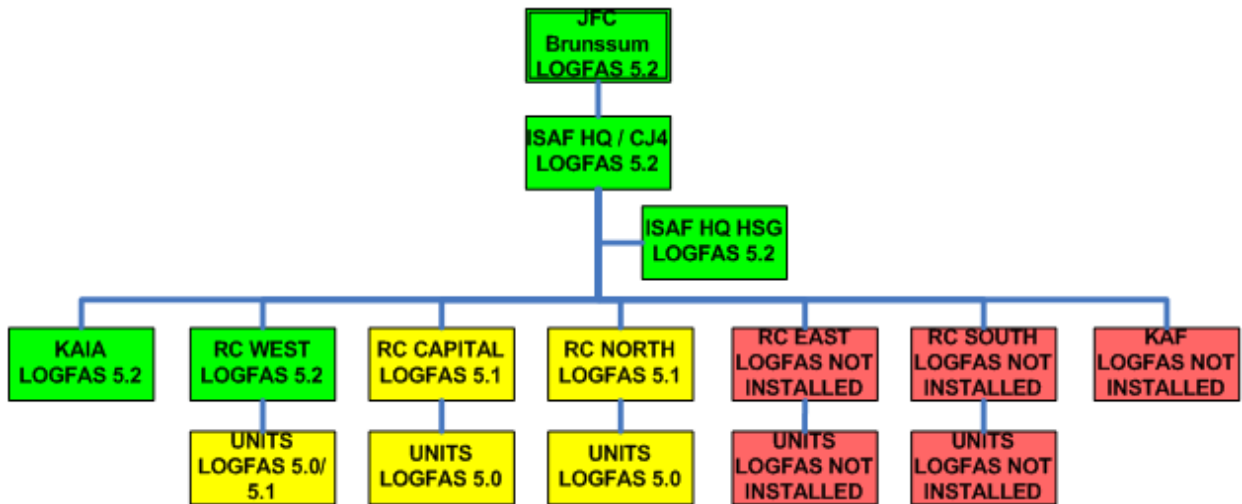 JFC
Brunssum
LOGFAS 5.2
ISAF HQ / CJ4
LOGFAS 5.2
ISAF HQ HSG
LOGFAS 5.2
KAIA
LOGFAS 5.2
RC WEST
LOGFAS 5.2
RC CAPITAL
LOGFAS 5.1
RC NORTH
LOGFAS 5.1
RC EAST
LOGFAS NOT
INSTALLED
RC SOUTH
LOGFAS NOT
INSTALLED
KAF
LOGFAS NOT
INSTALLED
UNITS
LOGFAS 5.0/
5.1
UNITS
LOGFAS 5.0
UNITS
LOGFAS 5.0
UNITS
LOGFAS NOT
INSTALLED
UNITS
LOGFAS NOT
INSTALLED